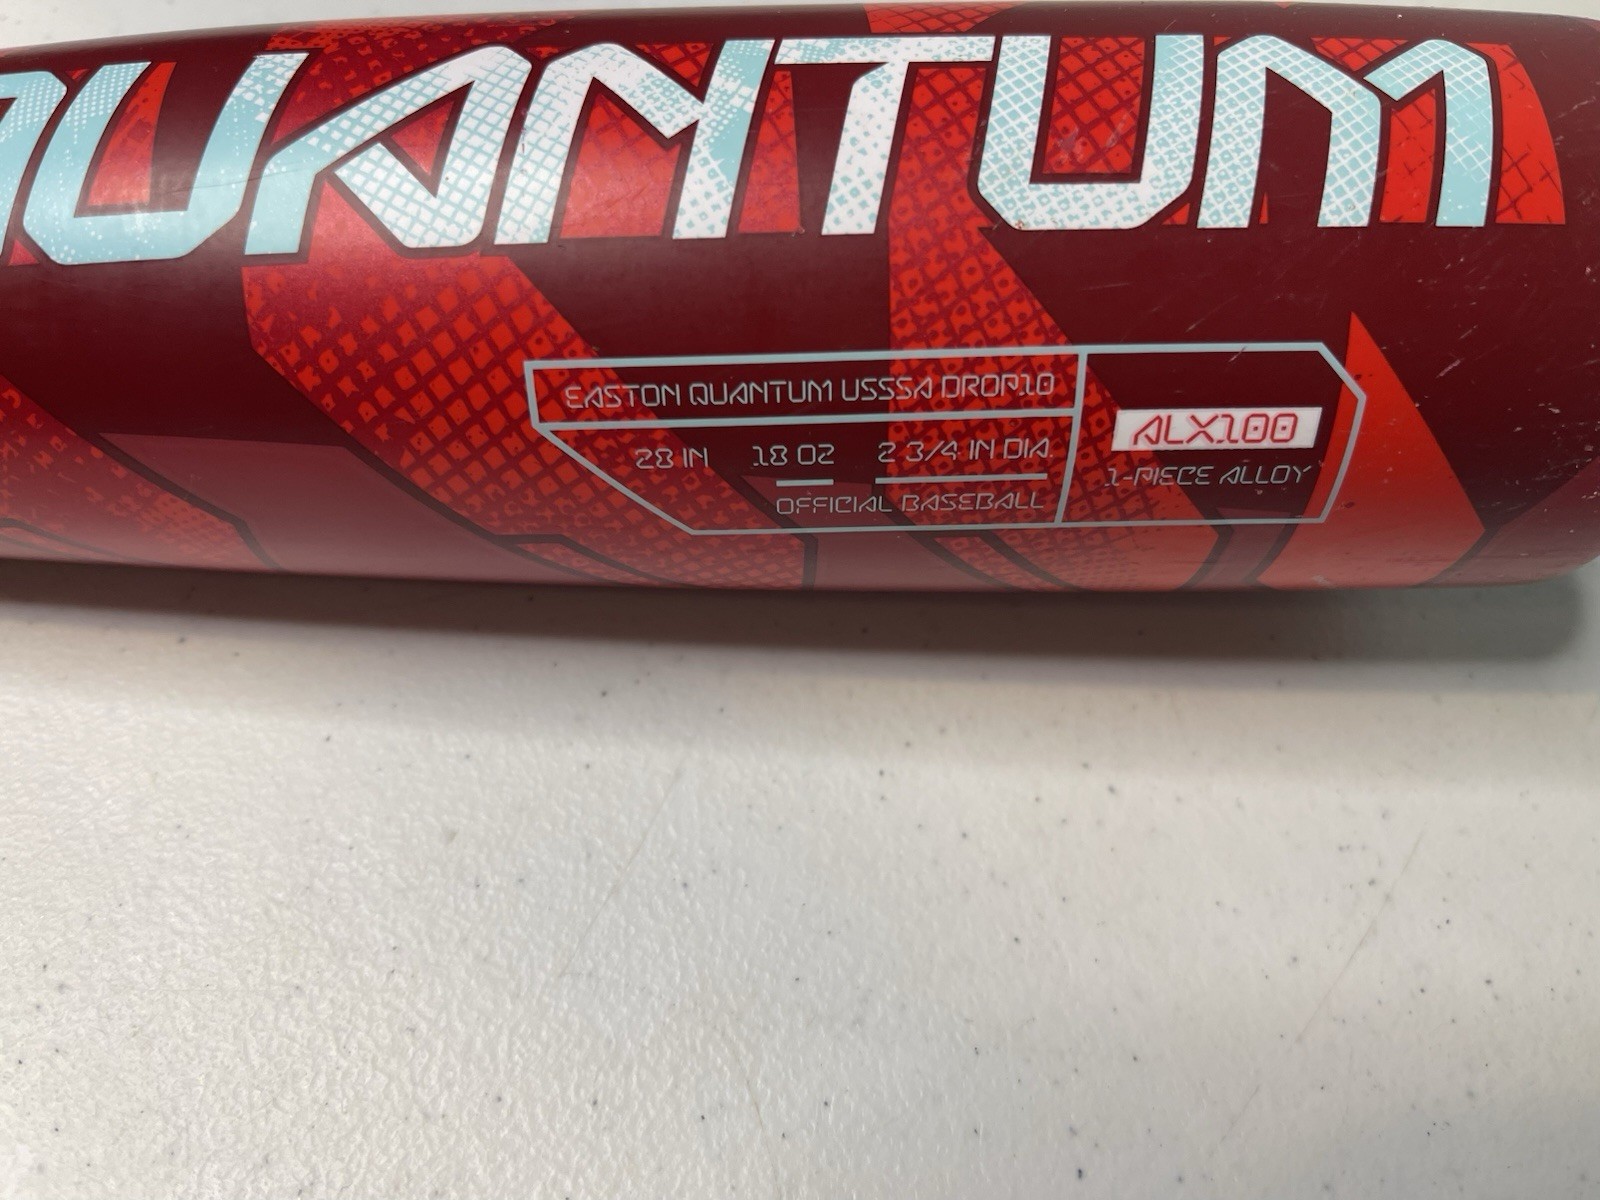 QUANTUM
EASTON QUANTUM USSSA DROP10
28 IN 18 OZ 2 3/4 IN DIA.
OFFICIAL BASEBALL
ALX100
1-PIECE ALLOY